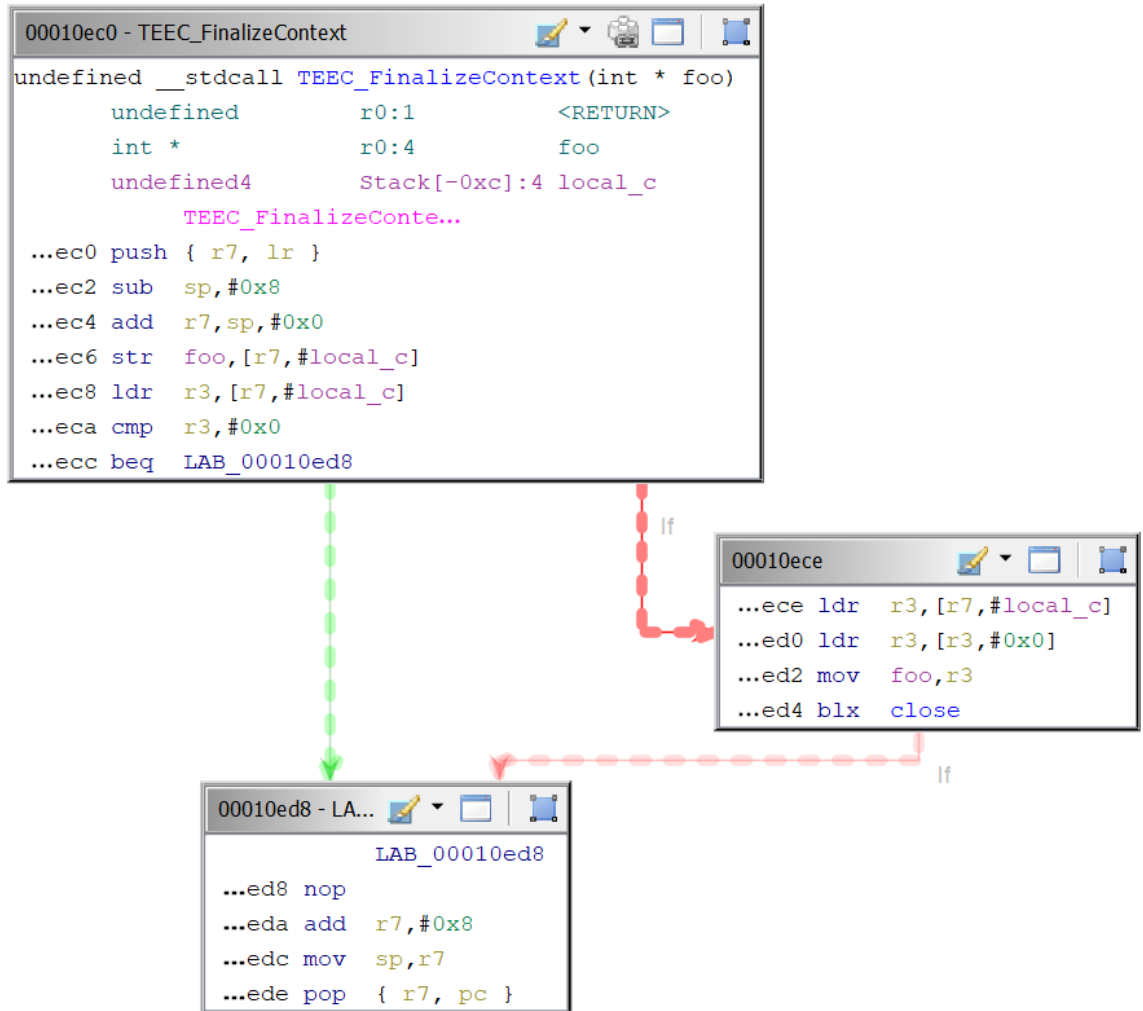 00010ec0 - TEEC_FinalizeContext
undefined __stdcall TEEC_FinalizeContext(int * foo)
undefined r0:1 <RETURN>
int * r0:4 foo
undefined4 Stack[-0xc]:4 local_c
TEEC_FinalizeConte...
...ec0 push { r7, lr }
...ec2 sub sp,#0x8
...ec4 add r7,sp,#0x0
...ec6 str foo,[r7,#local_c]
...ec8 ldr r3,[r7,#local_c]
...eca cmp r3,#0x0
...ecc beq LAB_00010ed8
If
00010ece
...ece ldr r3,[r7,#local_c]
...ed0 ldr r3,[r3,#0x0]
...ed2 mov foo,r3
...ed4 blx close
If
00010ed8 - LA...
LAB_00010ed8
...ed8 nop
...eda add r7,#0x8
...edc mov sp,r7
...ede pop { r7, pc }